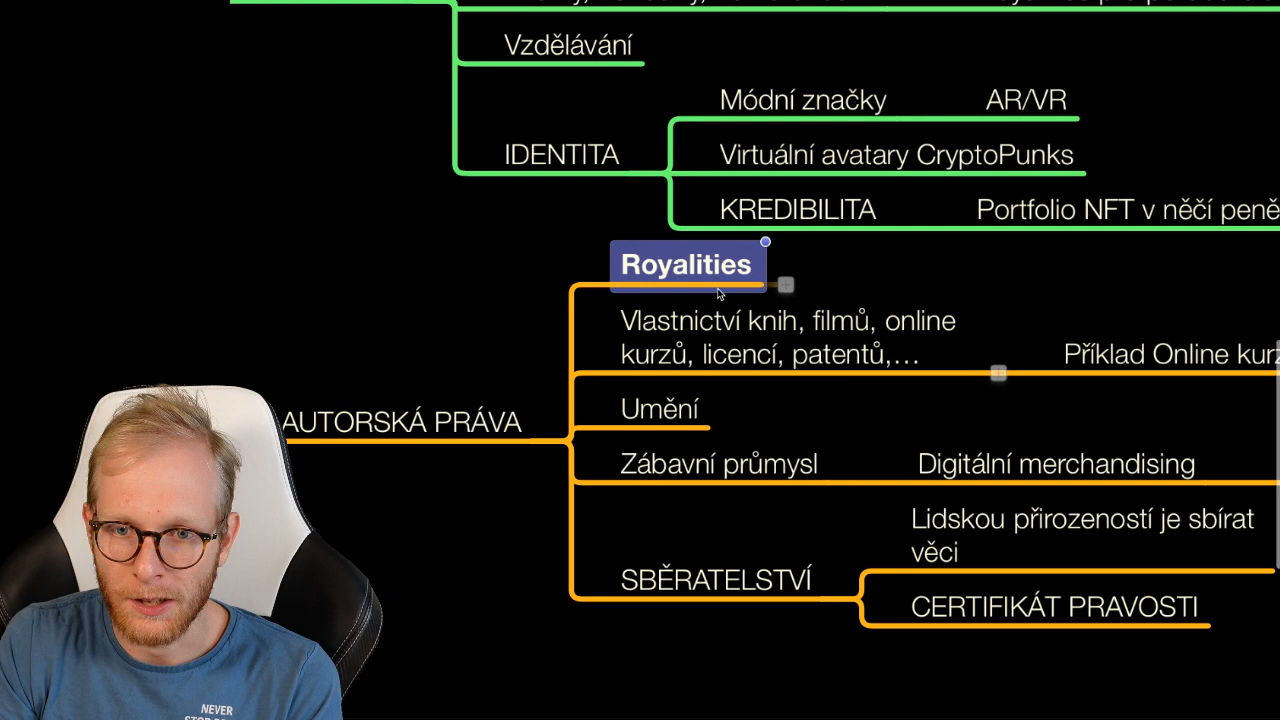 Vzdělávání
Módní značky AR/VR
IDENTITA
Virtuální avatary CryptoPunks
KREDIBILITA
Portfolio NFT v něčí
Royalities
Vlastnictví knih, filmů, online
kurzů, licencí, patentů,...
Příklad Online
AUTORSKÁ PRÁVA
Umění
Zábavní průmysl
Digitální merchandising
Lidskou přirozeností je sbírat
věci
SBĚRATELSTVÍ
CERTIFIKÁT PRAVOSTI
NEVER